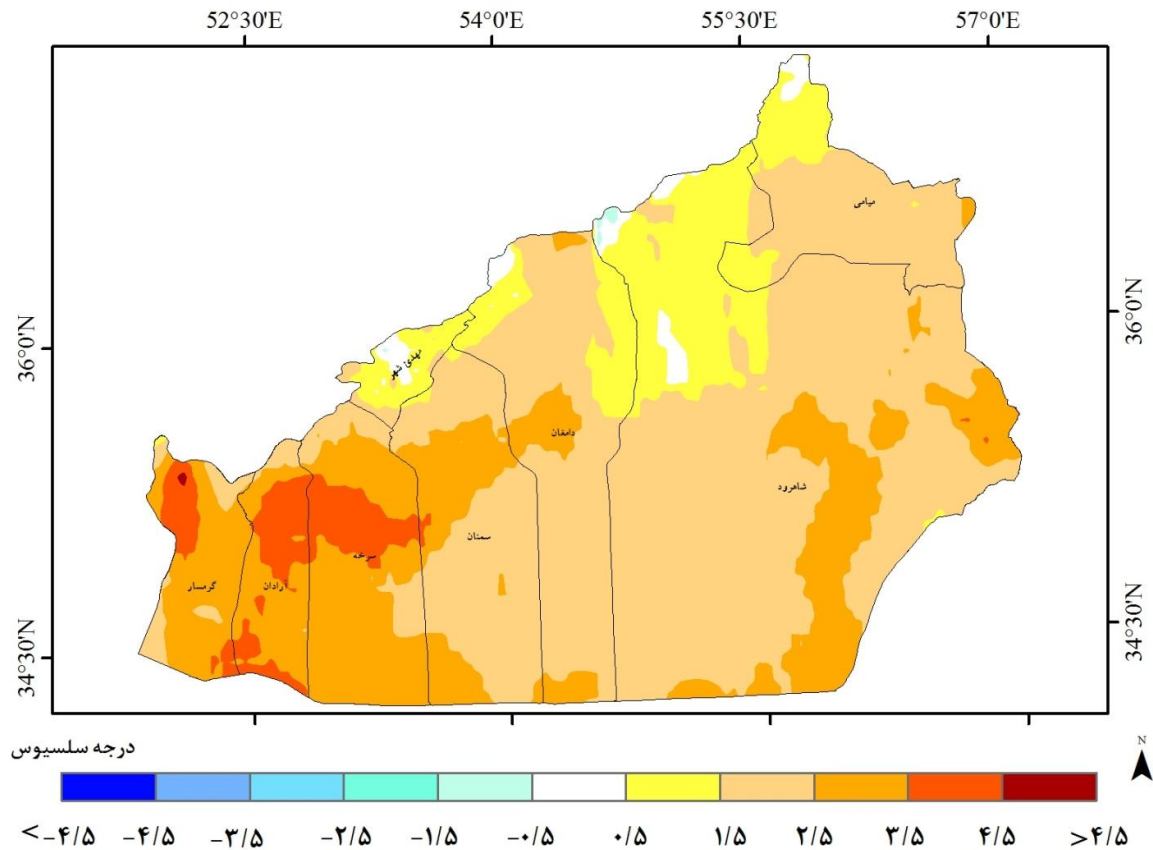 52°30'E 54°0'E 55°30'E 57°0'E
میامی
36°0'N
36°0'N
مهدی شهر
دامغان
شاهرود
سمنان
سرخه
آرادان
گرمسار
34°30'N
34°30'N
درجه سلسیوس
N
<-۴/۵ -۴/۵ -۳/۵ -۲/۵ -۱/۵ -۰/۵ ۰/۵ ۱/۵ ۲/۵ ۳/۵ ۴/۵ >۴/۵